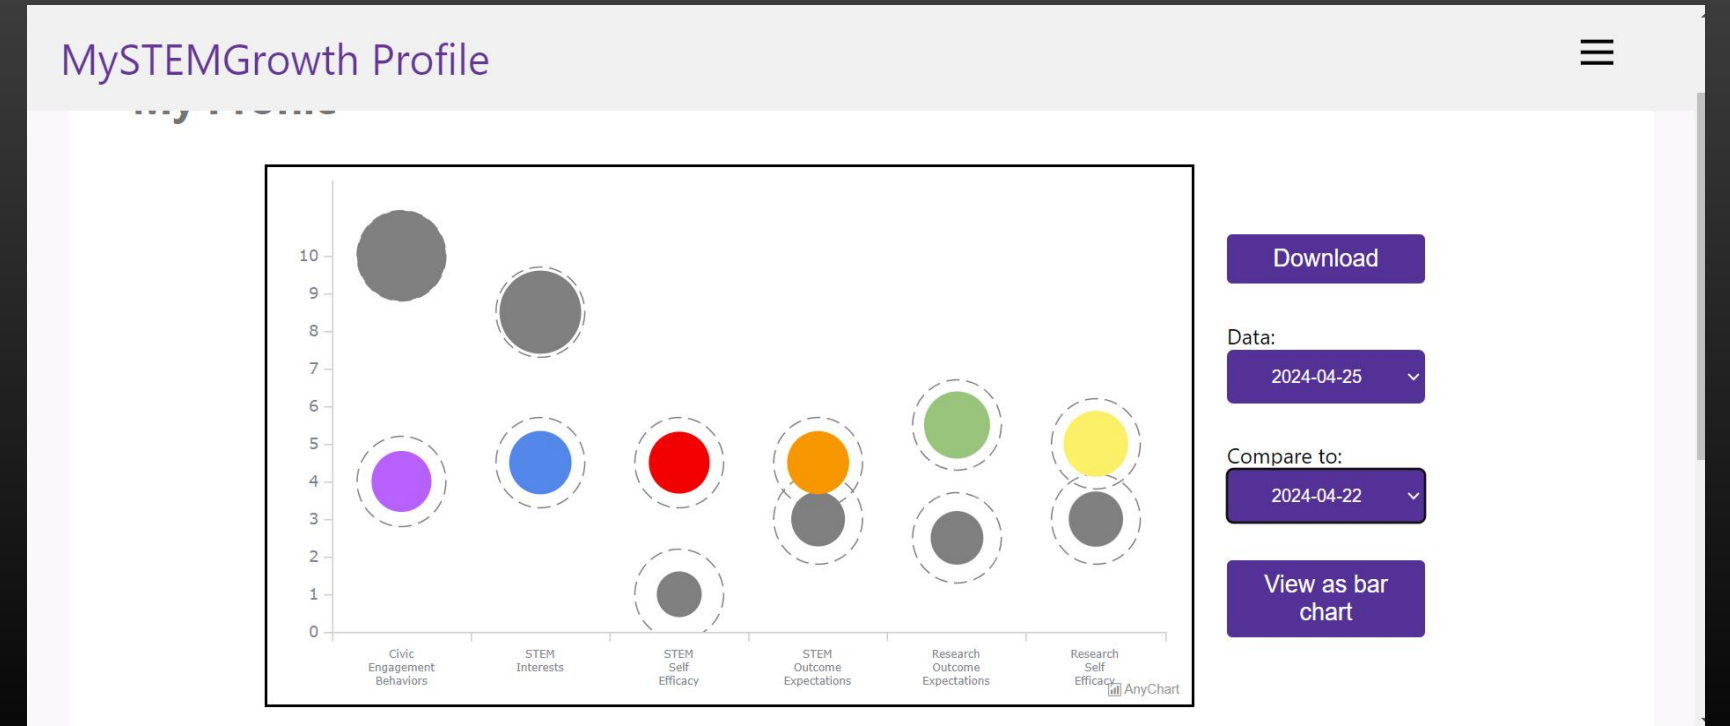 MySTEMGrowth Profile
My Profile
10
9
8
7
6
5
4
3
2
1
0
Civic
Engagement
Behaviors
STEM
Interests
STEM
Self
Efficacy
STEM
Outcome
Expectations
Research
Outcome
Expectations
Research
Self
Efficacy
AnyChart
Download
Data:
2024-04-25
Compare to:
2024-04-22
View as bar
chart